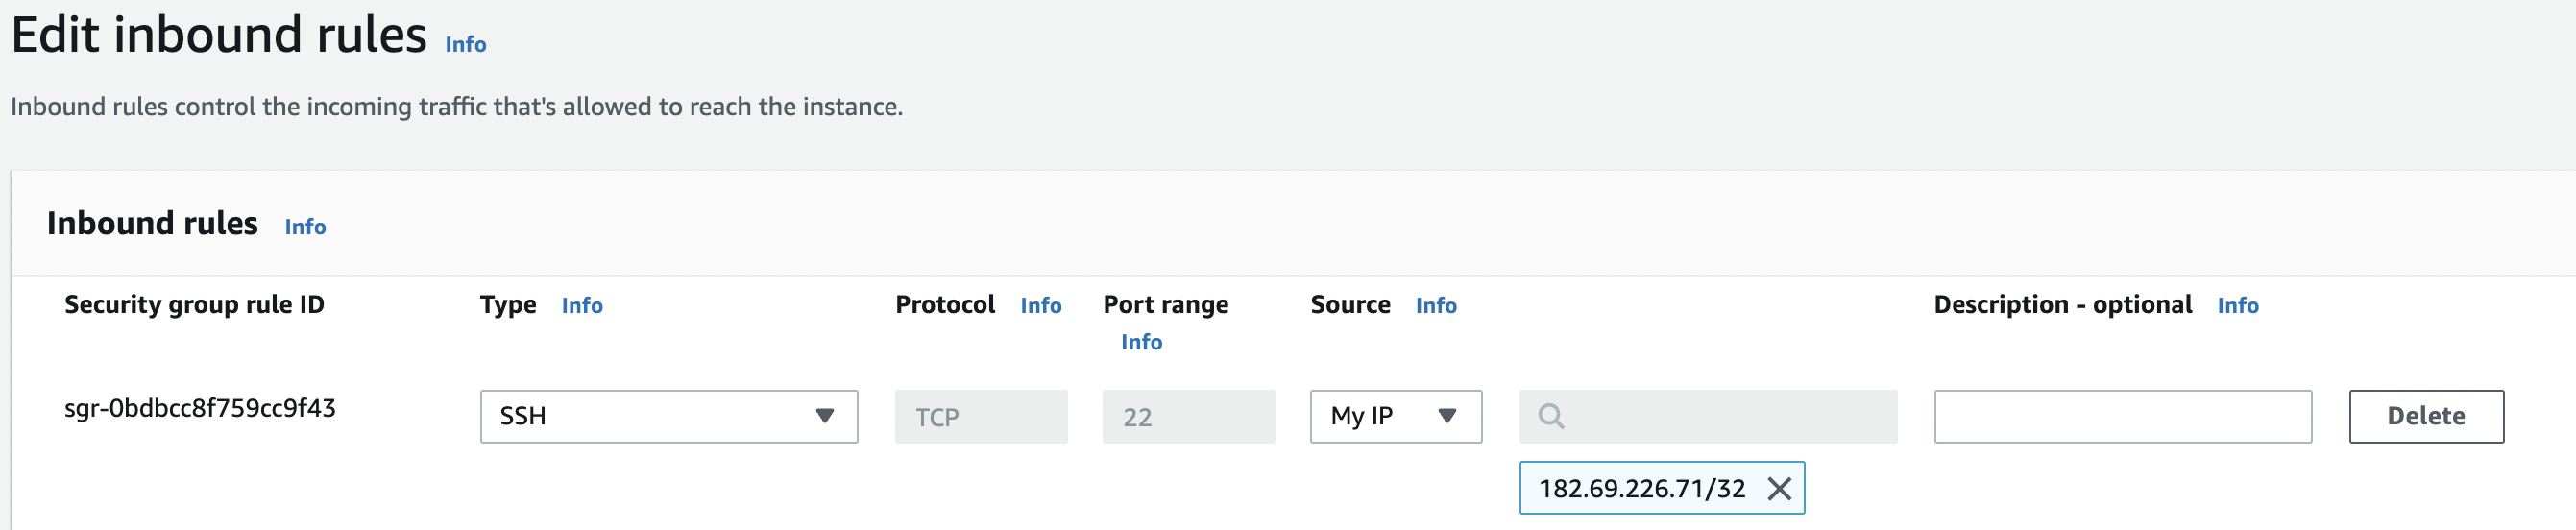 Edit inbound rules Info
Inbound rules control the incoming traffic that's allowed to reach the instance.
Inbound rules Info
Security group rule ID Type Info Protocol Info Port range Info Source Info Description - optional Info
sgr-0bdbcc8f759cc9f43 SSH TCP 22 My IP Delete
182.69.226.71/32